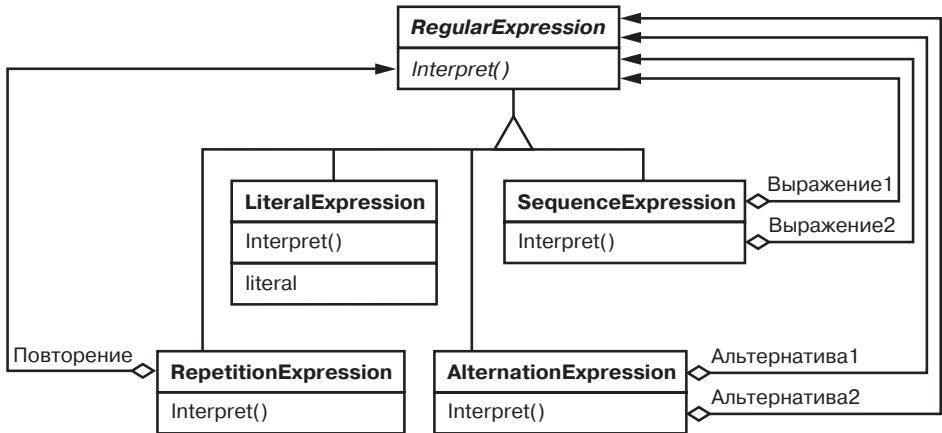 RegularExpression
Interpret()
LiteralExpression
Interpret()
literal
SequenceExpression
Interpret()
Выражение1
Выражение2
Повторение
RepetitionExpression
Interpret()
AlternationExpression
Interpret()
Альтернатива1
Альтернатива2